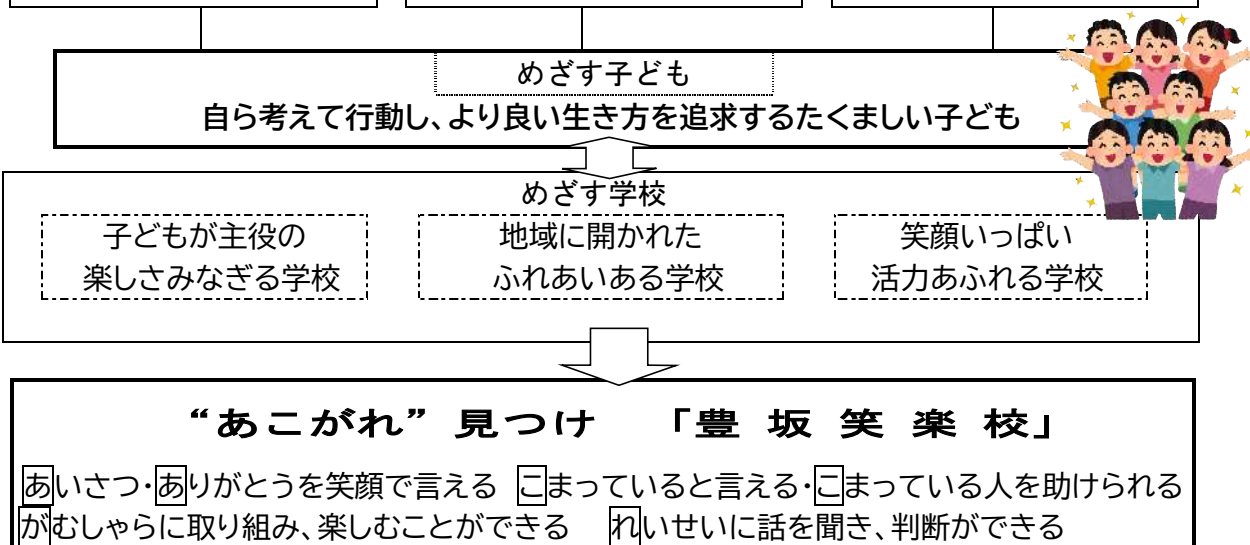 めざす子ども
自ら考えて行動し、より良い生き方を追求するたくましい子ども
めざす学校
子どもが主役の
楽しさみなぎる学校
地域に開かれた
ふれあいある学校
笑顔いっぱい
活力あふれる学校
“あこがれ” 見つけ 「豊 坂 笑 楽 校」
あいさつ・ありがとうを笑顔で言える こまっていると言える・こまっている人を助けられる
がむしゃらに取り組み、楽しむことができる れいせいに話を聞き、判断ができる